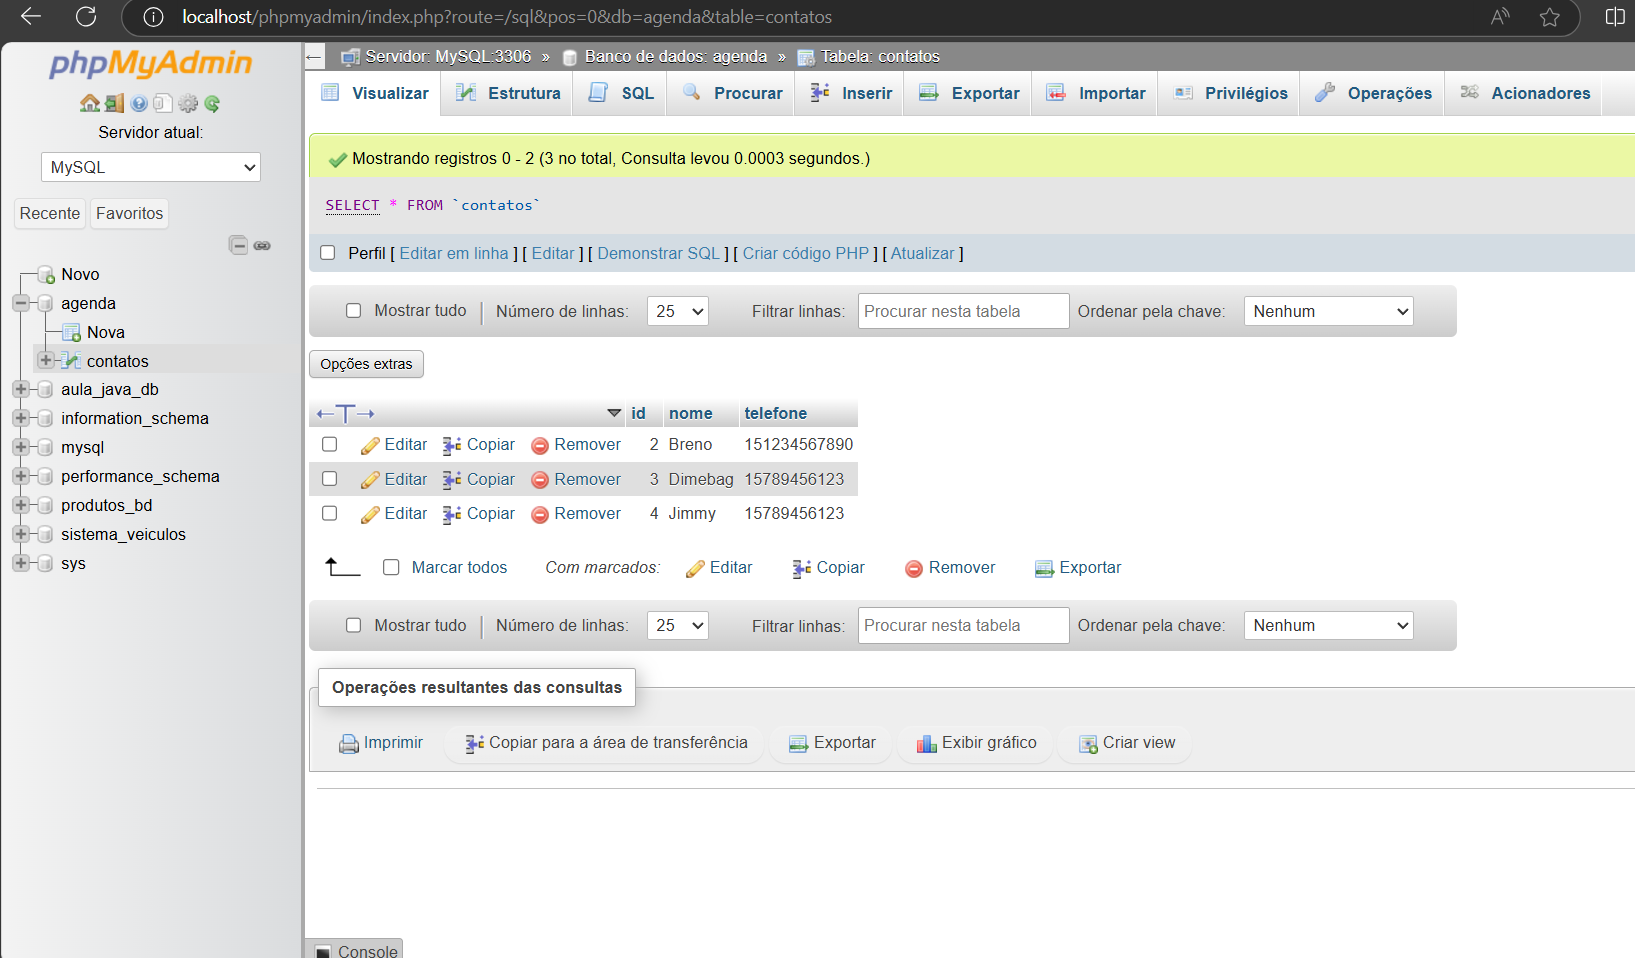 localhost/phpmyadmin/index.php?route=/sql&pos=0&db=agenda&table=contatos
phpMyAdmin
Servidor atual:
MySQL
Recente Favoritos
Novo
agenda
Nova
contatos
aula_java_db
information_schema
mysql
performance_schema
produtos_bd
sistema_veiculos
sys
Servidor: MySQL:3306 » Banco de dados: agenda » Tabela: contatos
Visualizar Estrutura SQL Procurar Inserir Exportar Importar Privilégios Operações Acionadores
Mostrando registros 0 - 2 (3 no total, Consulta levou 0.0003 segundos.)
SELECT * FROM `contatos`
Perfil [ Editar em linha ] [ Editar ] [ Demonstrar SQL ] [ Criar código PHP ] [ Atualizar ]
Mostrar tudo | Número de linhas: 25 Filtrar linhas: Procurar nesta tabela Ordenar pela chave: Nenhum
Opções extras
←T→ id nome telefone
Editar Copiar Remover 2 Breno 151234567890
Editar Copiar Remover 3 Dimebag 15789456123
Editar Copiar Remover 4 Jimmy 15789456123
Marcar todos Com marcados: Editar Copiar Remover Exportar
Mostrar tudo | Número de linhas: 25 Filtrar linhas: Procurar nesta tabela Ordenar pela chave: Nenhum
Operações resultantes das consultas
Imprimir Copiar para a área de transferência Exportar Exibir gráfico Criar view
Console